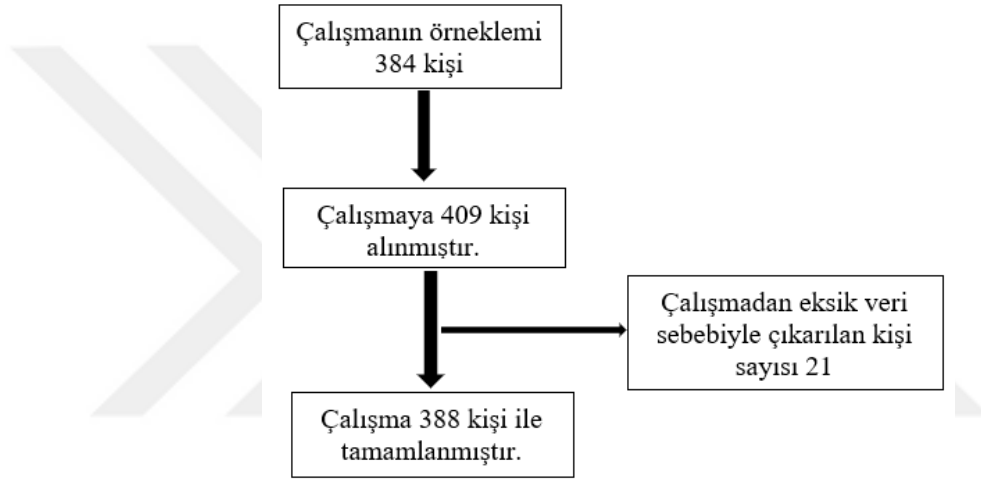 Çalışmanın örneklemi
384 kişi
Çalışmaya 409 kişi
alınmıştır.
Çalışmadan eksik veri
sebebiyle çıkarılan kişi
sayısı 21
Çalışma 388 kişi ile
tamamlanmıştır.